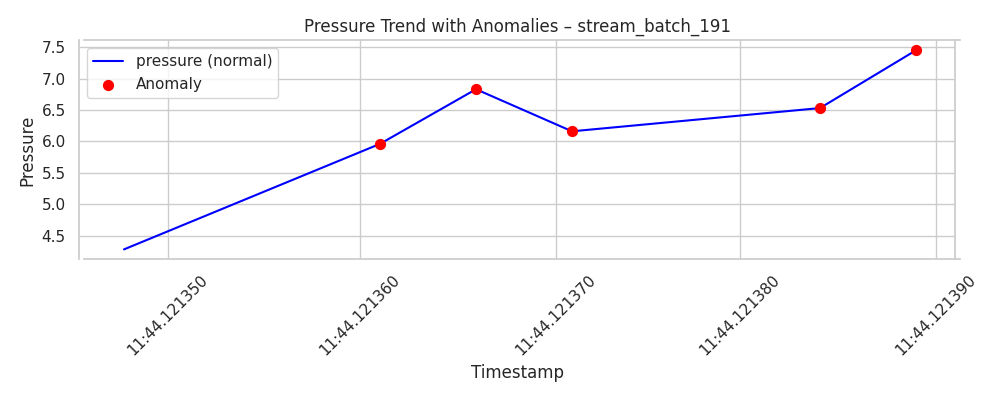 Pressure Trend with Anomalies – stream_batch_191
pressure (normal)
Anomaly
Pressure
7.5
7.0
6.5
6.0
5.5
5.0
4.5
11:44.121350
11:44.121360
11:44.121370
11:44.121380
11:44.121390
Timestamp